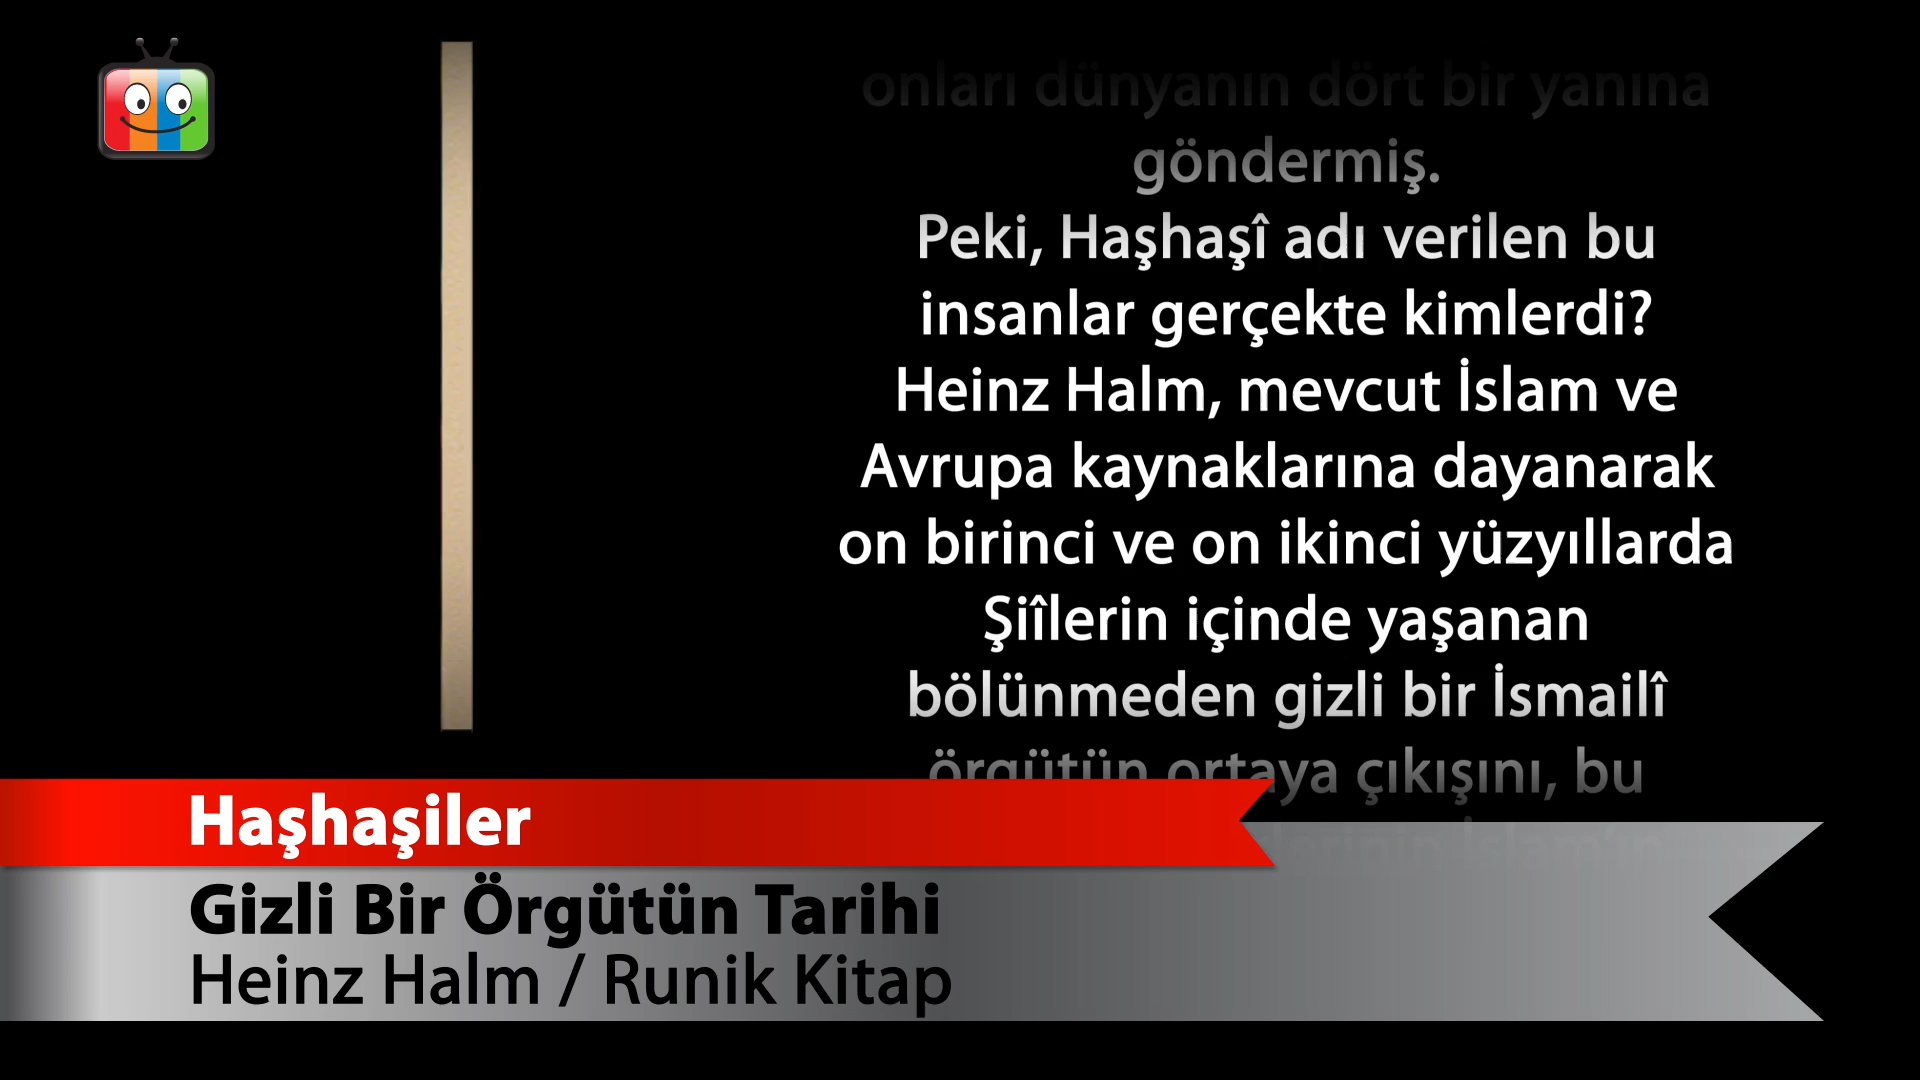 onları dünyanın dört bir yanına
göndermiş.
Peki, Haşhaşî adı verilen bu
insanlar gerçekte kimlerdi?
Heinz Halm, mevcut İslam ve
Avrupa kaynaklarına dayanarak
on birinci ve on ikinci yüzyıllarda
Şiîlerin içinde yaşanan
bölünmeden gizli bir İsmailî
örgütün ortaya çıkışını, bu
Haşhaşiler
Gizli Bir Örgütün Tarihi
Heinz Halm / Runik Kitap